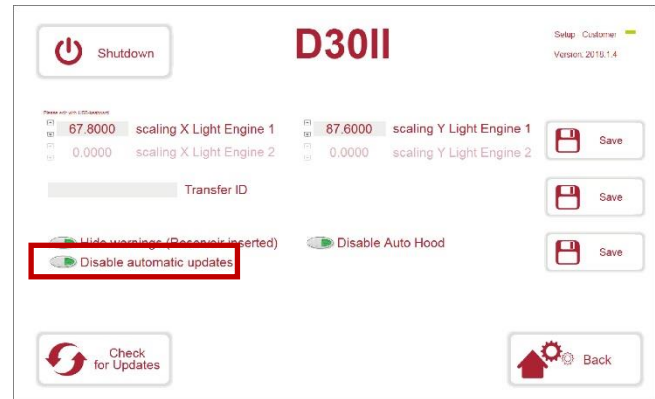 Shutdown
D30II
Setup Customer
Version: 2018.1.4
67.8000 scaling X Light Engine 1
87.6000 scaling Y Light Engine 1
Save
0.0000 scaling X Light Engine 2
0.0000 scaling Y Light Engine 2
Transfer ID
Save
Hide warnings (Reservoir inserted)
Disable Auto Hood
Save
Disable automatic updates
Check
for Updates
Back